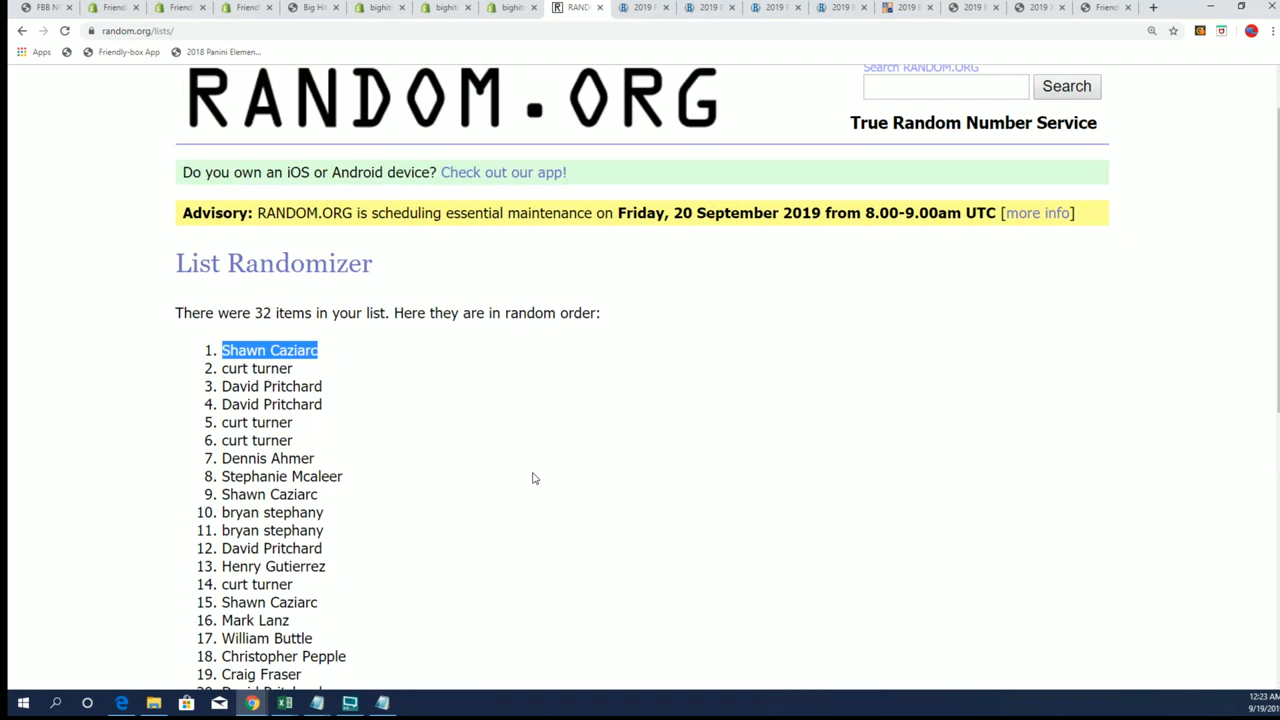 FBB N
Friendl
Friendl
Friendl
Big Hit
bighit
bighit
bighit
RAND
2019 P
2019 P
2019 P
2019 P
2019 E
2019 E
2019
Friend
random.org/lists/
Apps
Friendly-box App
2018 Panini Elemen...
Search RANDOM.ORG
RANDOM.ORG
Search
True Random Number Service
Do you own an iOS or Android device? Check out our app!
Advisory: RANDOM.ORG is scheduling essential maintenance on Friday, 20 September 2019 from 8.00-9.00am UTC [more info]
List Randomizer
There were 32 items in your list. Here they are in random order:
1. Shawn Caziarc
2. curt turner
3. David Pritchard
4. David Pritchard
5. curt turner
6. curt turner
7. Dennis Ahmer
8. Stephanie Mcaleer
9. Shawn Caziarc
10. bryan stephany
11. bryan stephany
12. David Pritchard
13. Henry Gutierrez
14. curt turner
15. Shawn Caziarc
16. Mark Lanz
17. William Buttle
18. Christopher Pepple
19. Craig Fraser
20. David Pritchard
12:23 AM
9/19/201